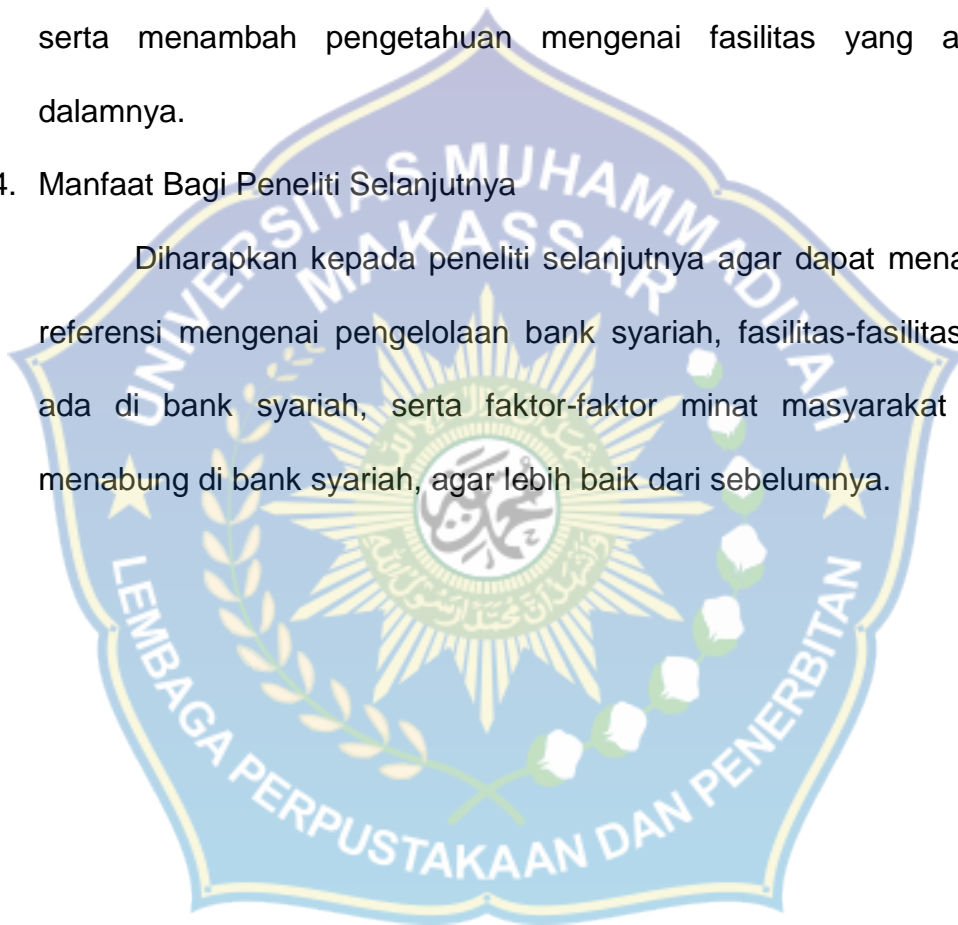 serta menambah pengetahuan mengenai fasilitas yang
dalamnya.
4. Manfaat Bagi Peneliti Selanjutnya
Diharapkan kepada peneliti selanjutnya agar dapat
referensi mengenai pengelolaan bank syariah, fasilitas-fasilitas
ada di bank syariah, serta faktor-faktor minat masyarakat
menabung di bank syariah, agar lebih baik dari sebelumnya.
UNIVERSITAS MUHAMMADIYAH
MAKASSAR
LEMBAGA PERPUSTAKAAN DAN PENERBITAN